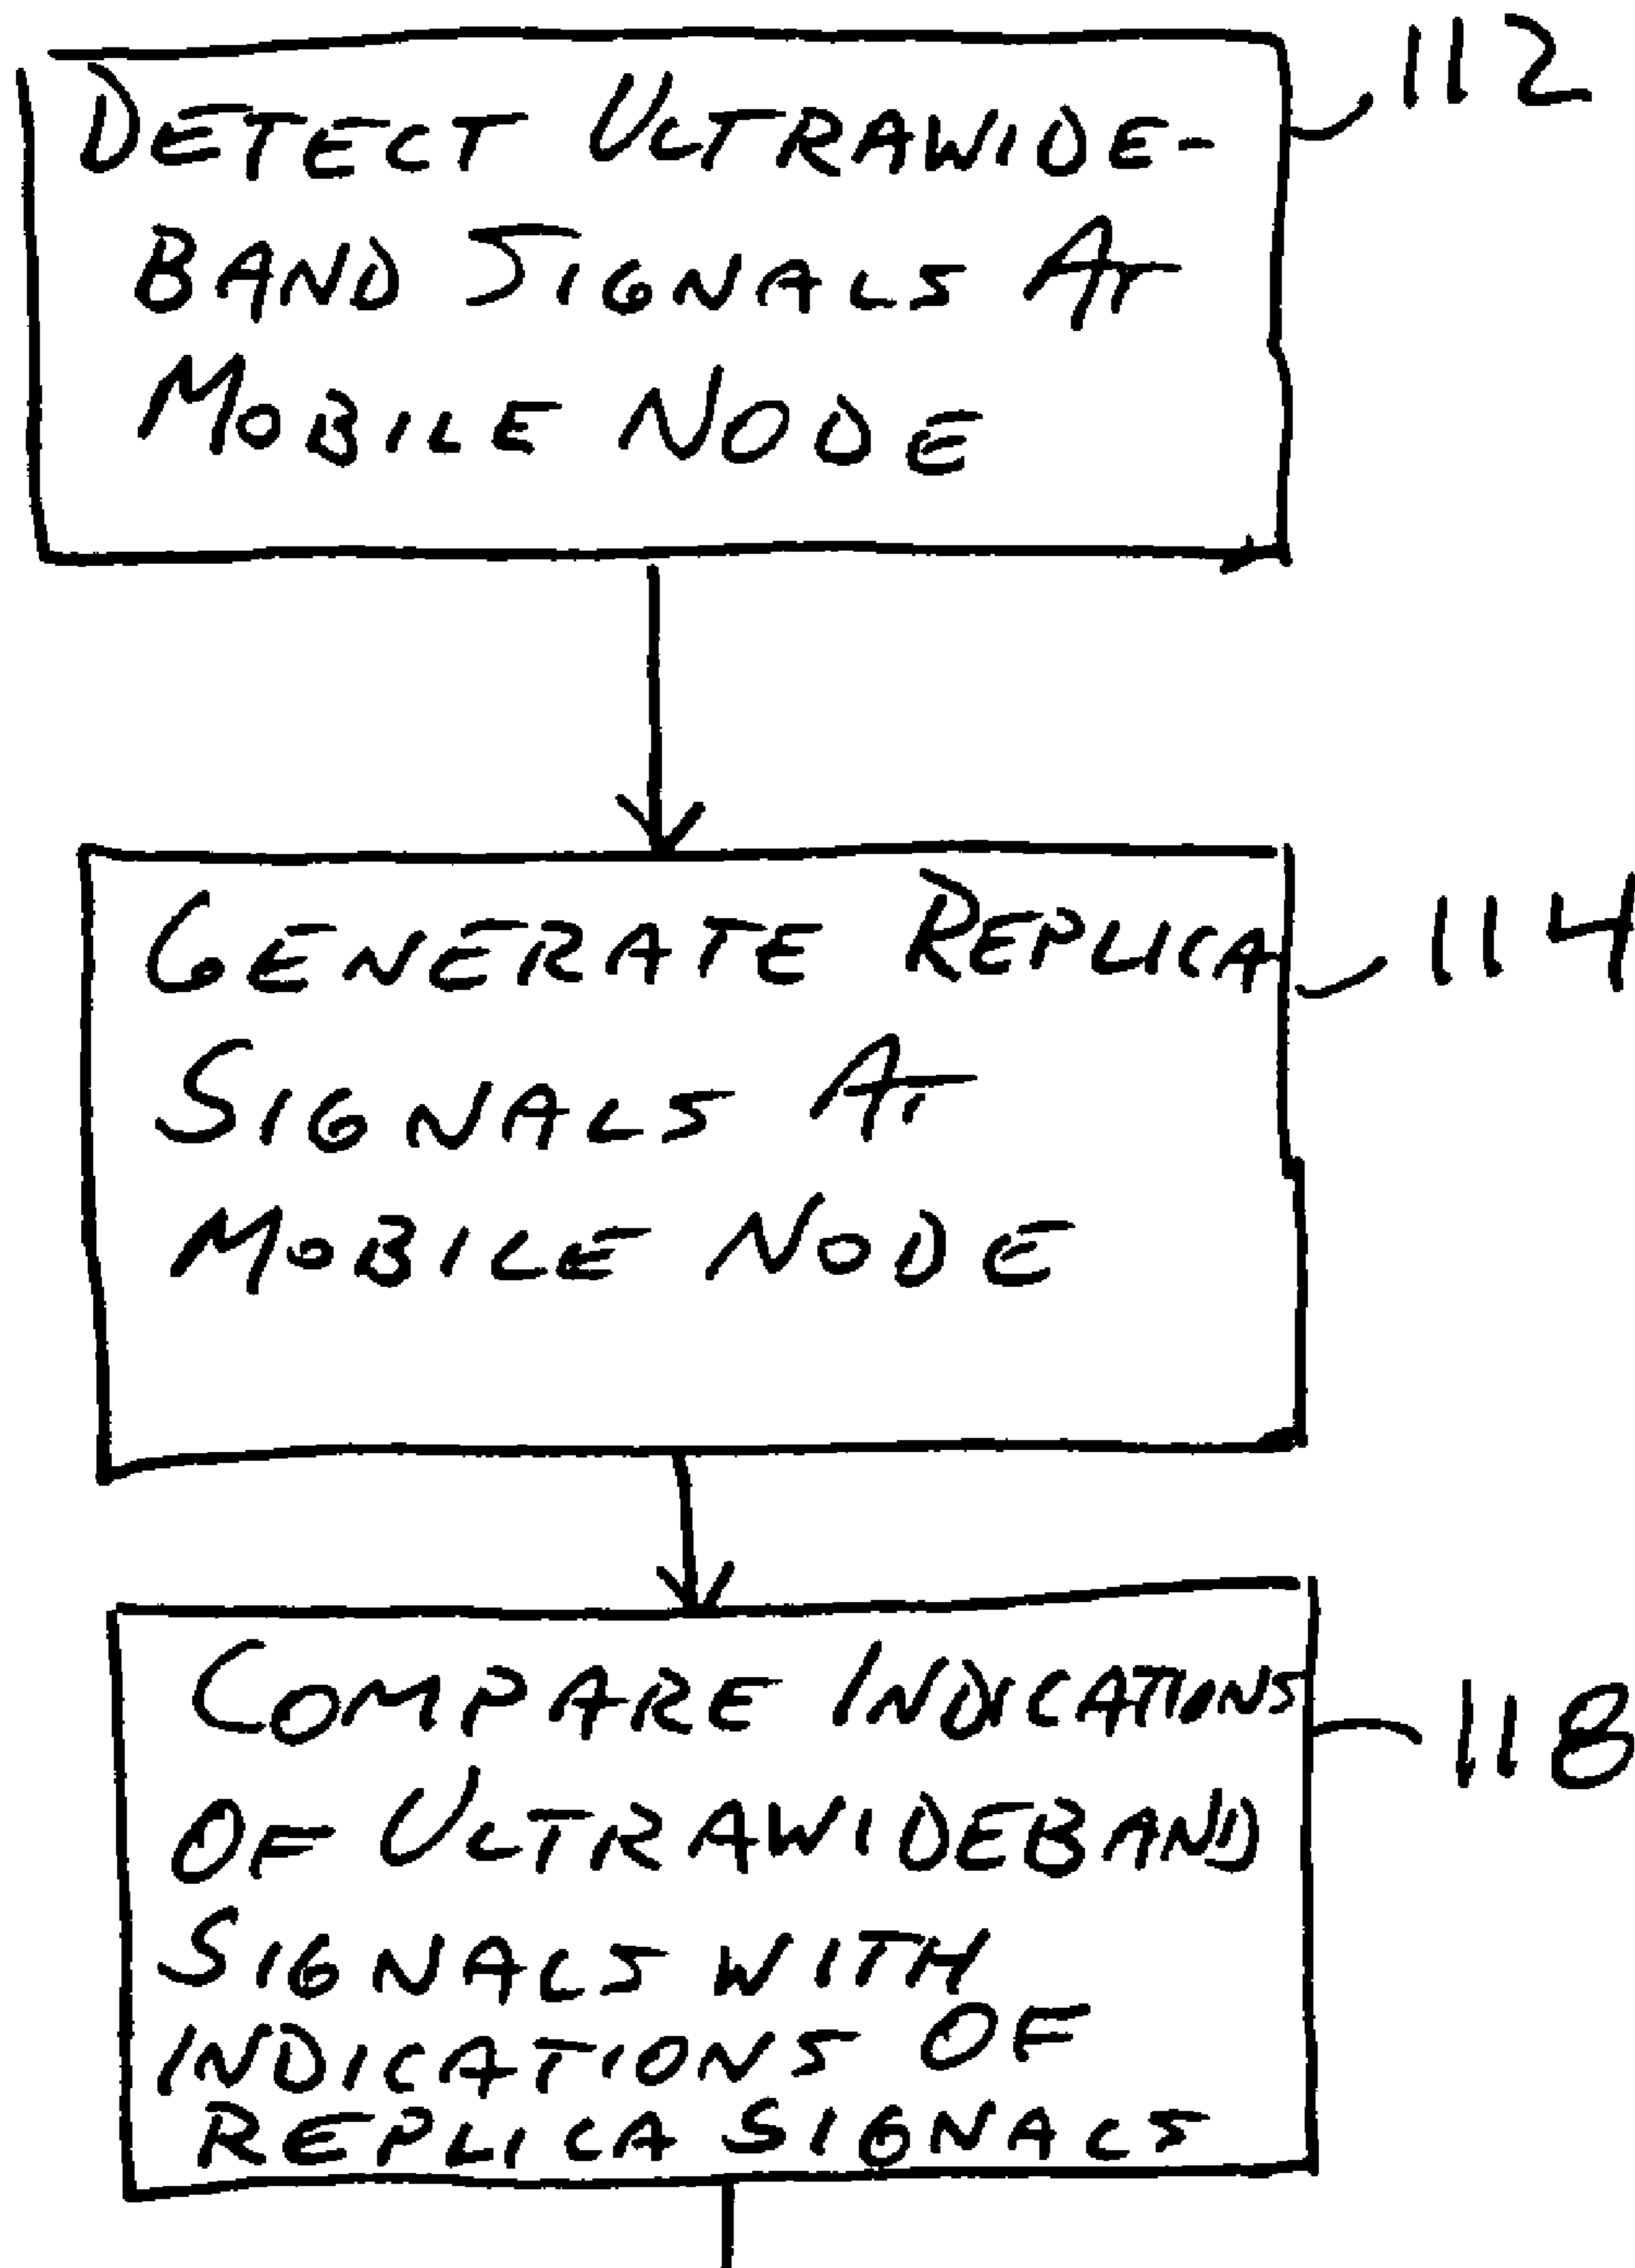 DETECT ULTRAWIDE- 112
BAND SIGNALS AT
MOBILE NODE
GENERATE REPLICA 114
SIGNALS AT
MOBILE NODE
COMPARE INDICATIONS 118
OF ULTRAWIDEBAND
SIGNALS WITH
INDICATIONS OF
REPLICA SIGNALS